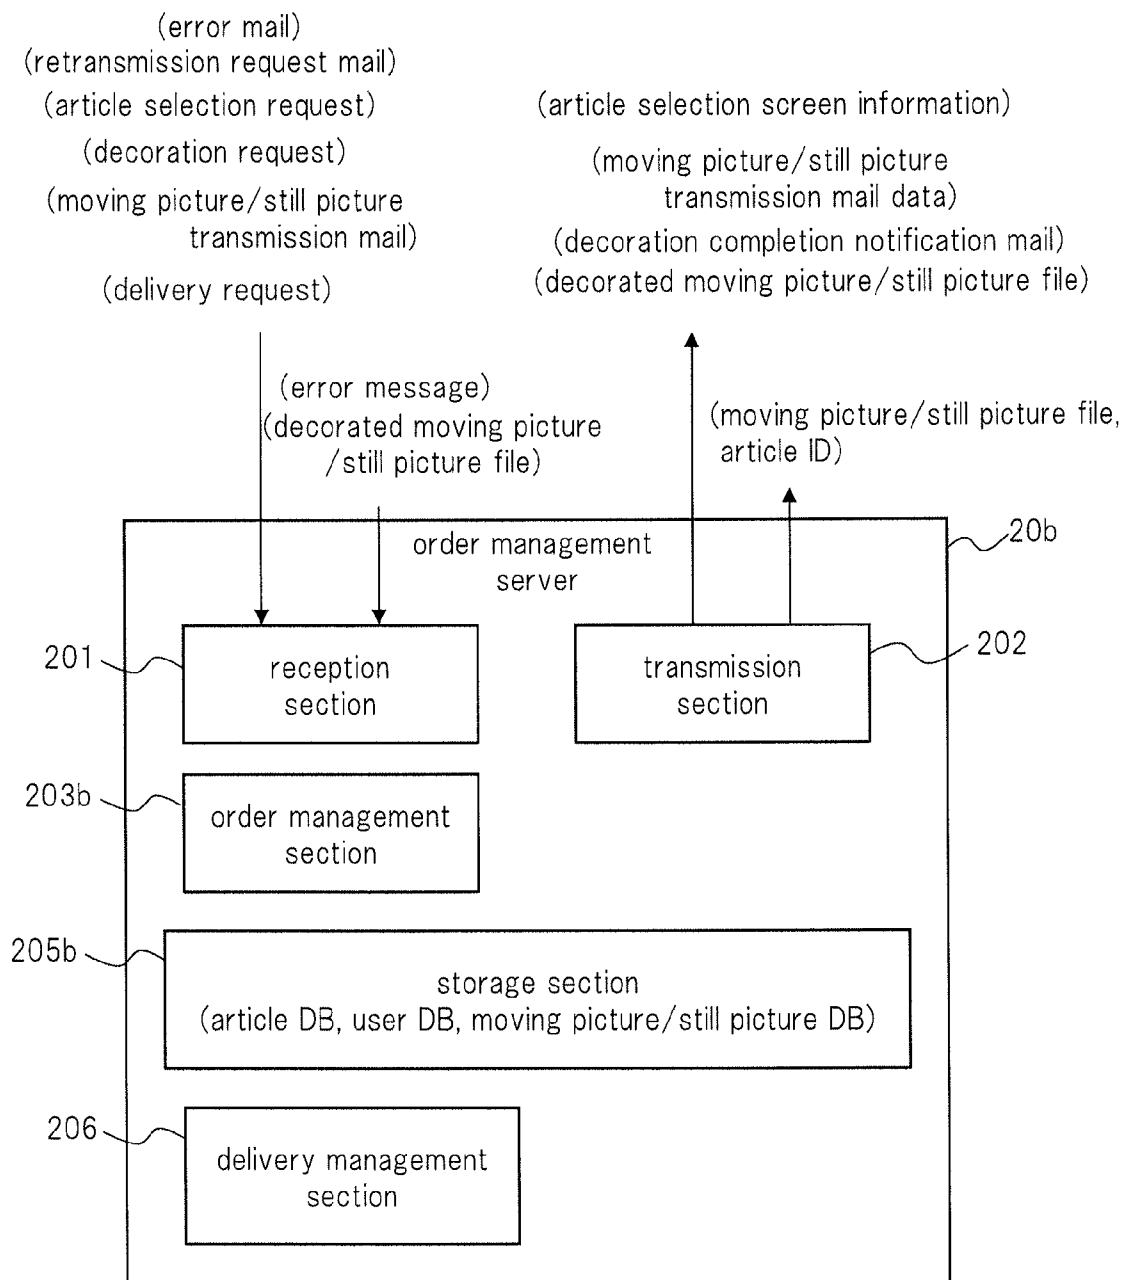 (error mail)
(retransmission request mail)
(article selection request)
(decoration request)
(moving picture/still picture
transmission mail)
(delivery request)
(article selection screen information)
(moving picture/still picture
transmission mail data)
(decoration completion notification mail)
(decorated moving picture/still picture file)
(error message)
(decorated moving picture
/still picture file)
(moving picture/still picture file,
article ID)
order management
server
20b
201
reception
section
transmission
section
202
203b
order management
section
205b
storage section
(article DB, user DB, moving picture/still picture DB)
206
delivery management
section